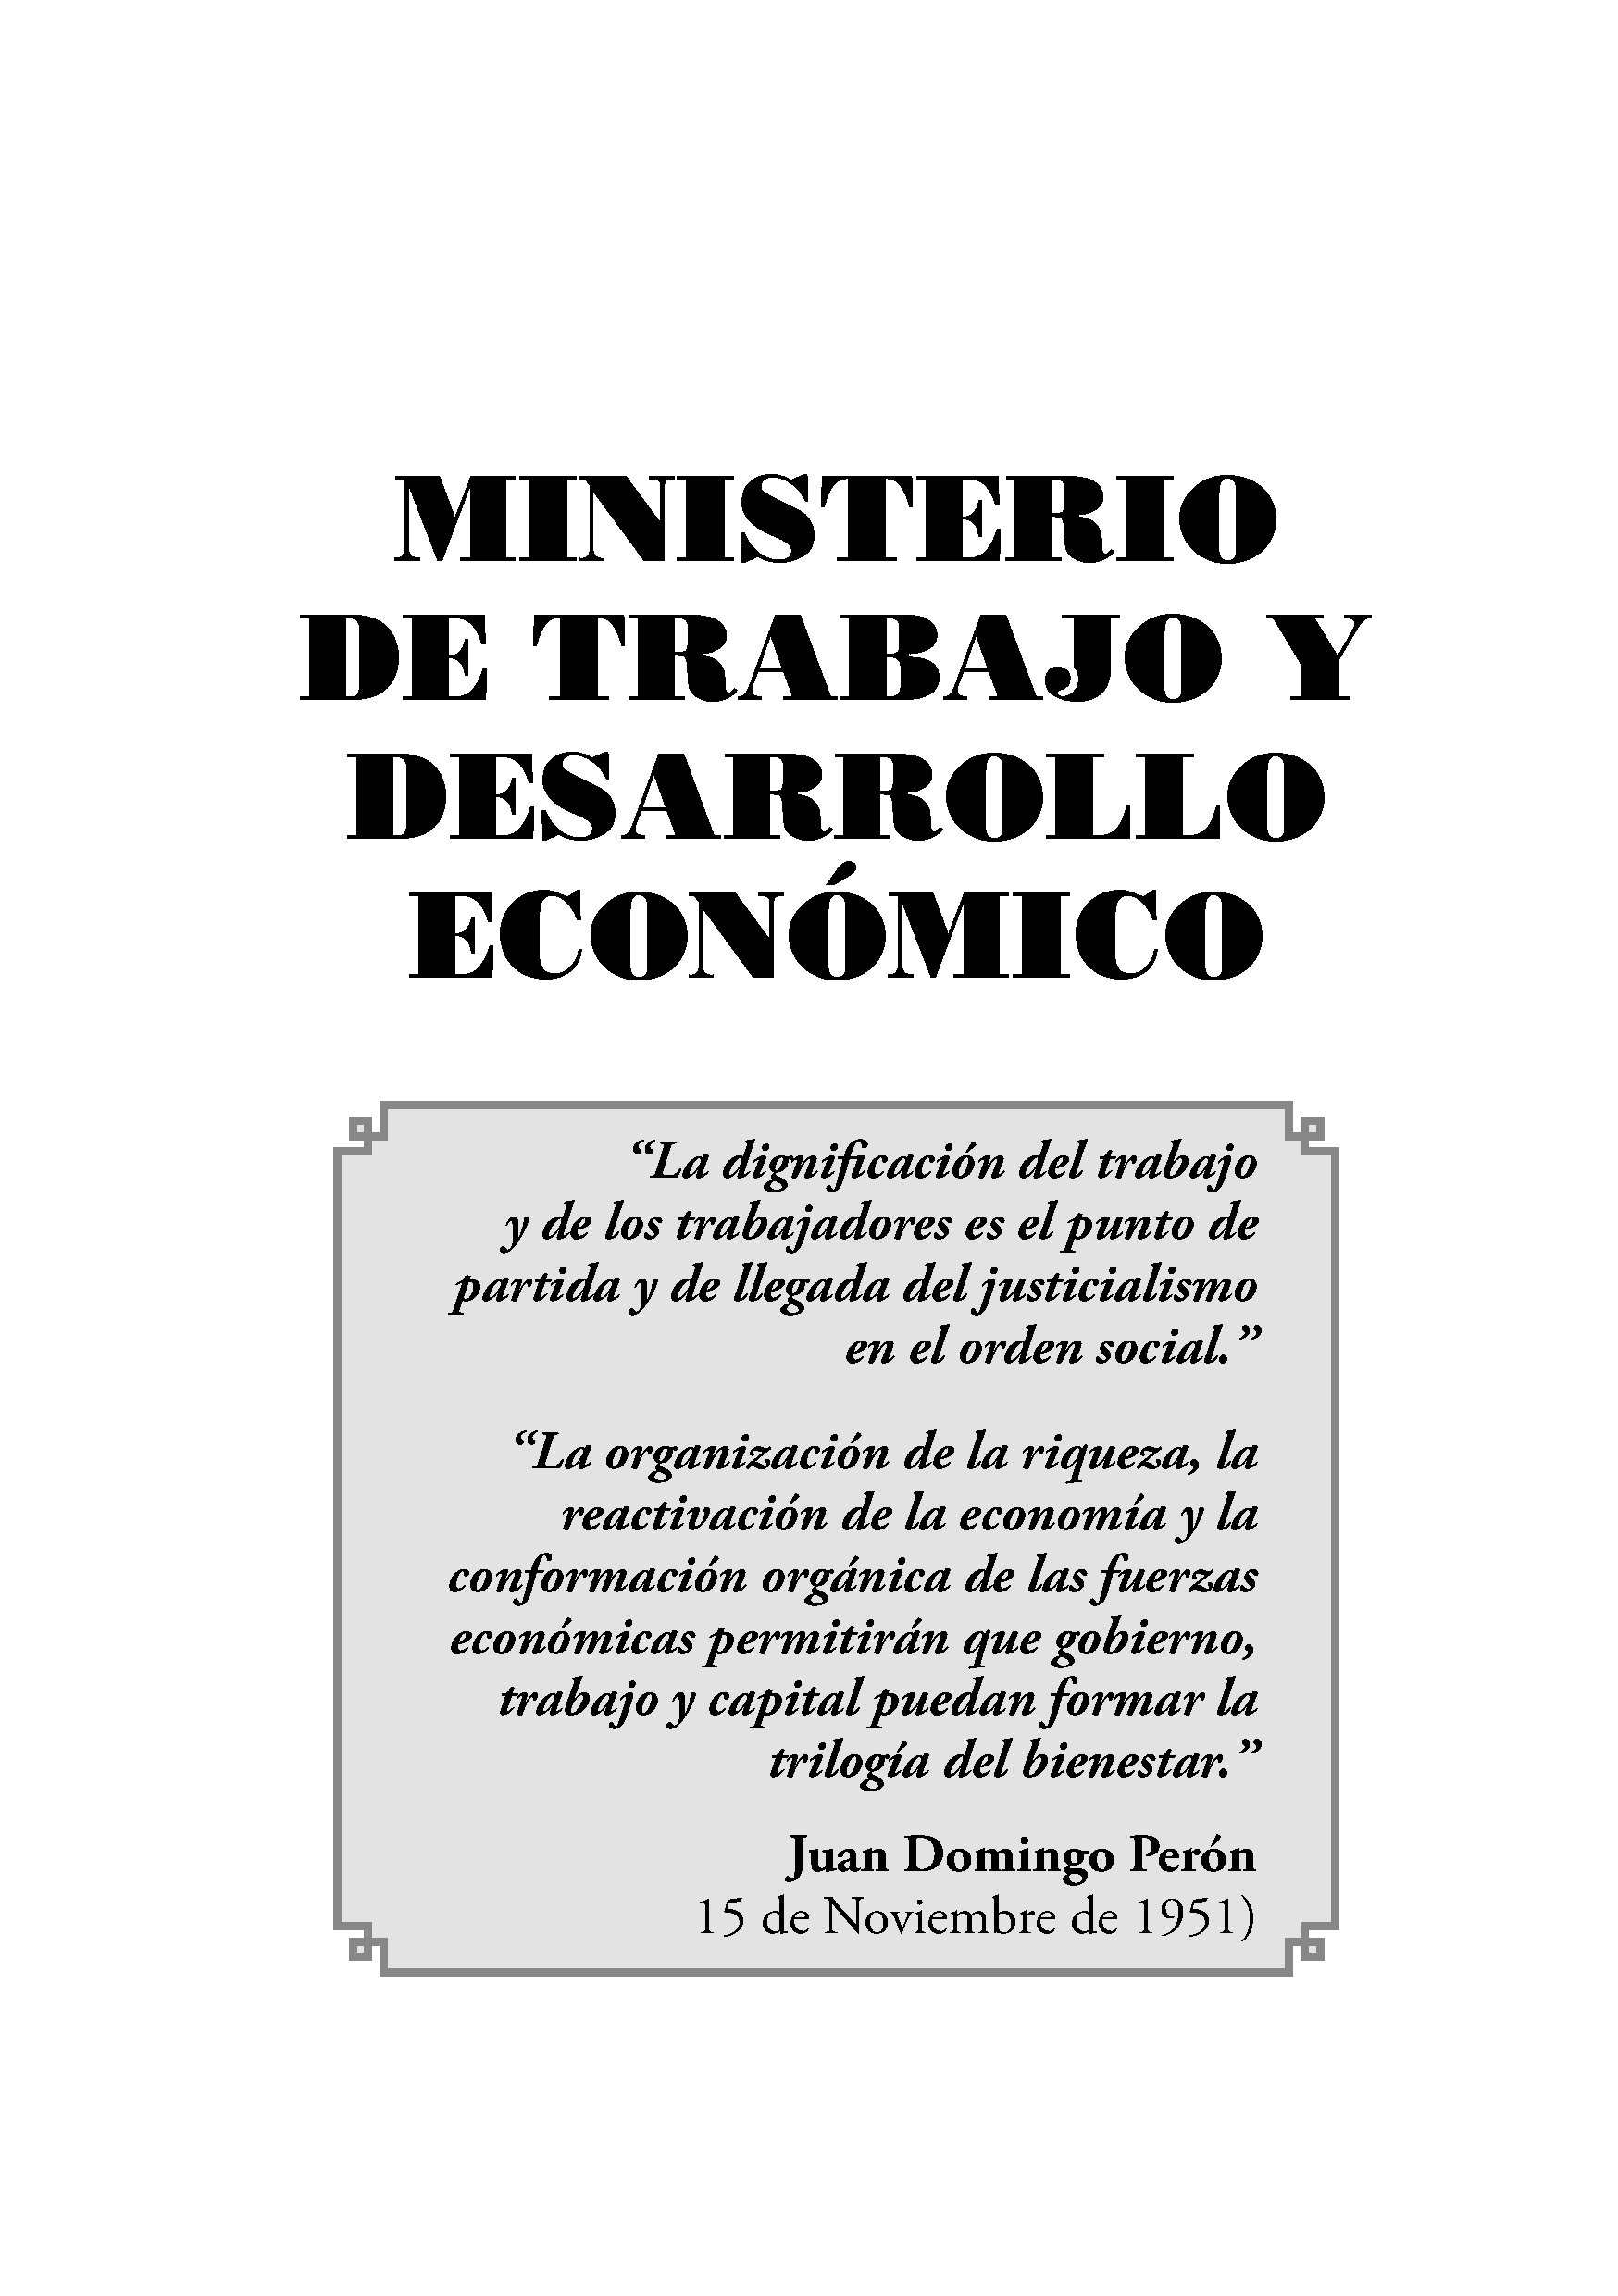 MINISTERIO
DE TRABAJO Y
DESARROLLO
ECONÓMICO
“La dignificación del trabajo
y de los trabajadores es el punto de
partida y de llegada del justicialismo
en el orden social.”
“La organización de la riqueza, la
reactivación de la economía y la
conformación orgánica de las fuerzas
económicas permitirán que gobierno,
trabajo y capital puedan formar la
trilogía del bienestar.”
Juan Domingo Perón
15 de Noviembre de 1951)